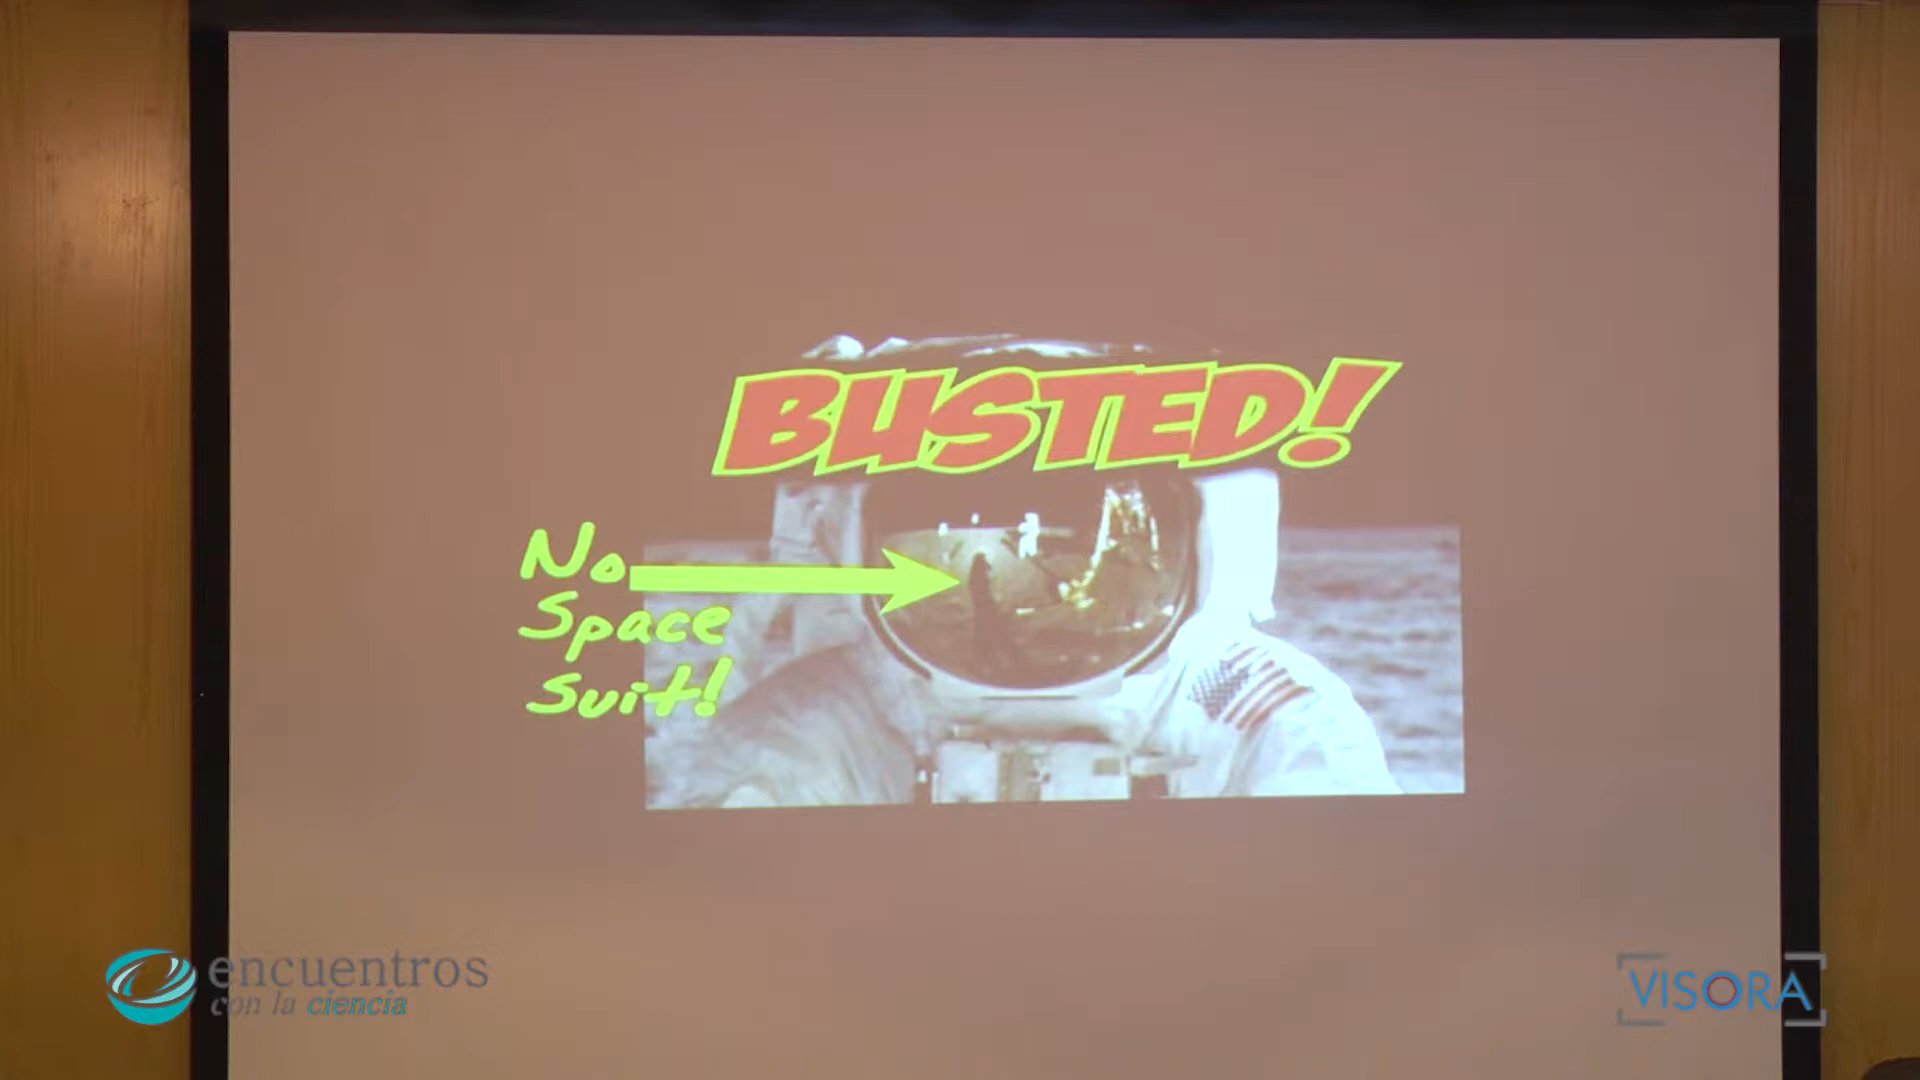 BUSTED!
No
Space
Suit!
encuentros
con la ciencia
VISORA